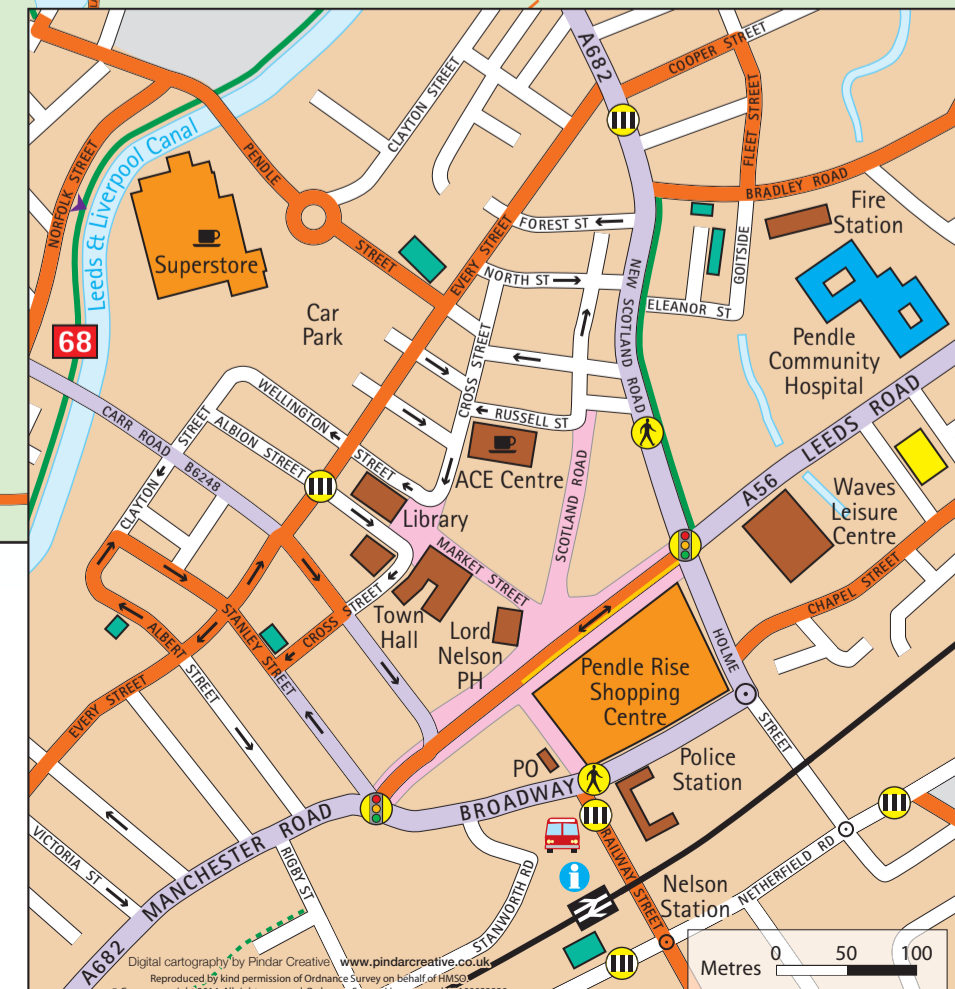 A682
COOPER STREET
CLAYTON STREET
FLEET STREET
Leeds & Liverpool Canal
PENDLE
STREET
NORFOLK STREET
BRADLEY ROAD
Fire
Station
EVERY STREET
FOREST ST
GOITSIDE
Superstore
NORTH ST
NEW SCOTLAND ROAD
ELEANOR ST
Car
Park
68
Pendle
Community
Hospital
CROSS STREET
CARR ROAD B6248
WELLINGTON
STREET
ALBION STREET
CLAYTON STREET
RUSSELL ST
ACE Centre
SCOTLAND ROAD
A56 LEEDS ROAD
Waves
Leisure
Centre
Library
MARKET STREET
CHAPEL STREET
Town
Hall
CROSS STREET
Lord
Nelson
PH
STANLEY STREET
ALBERT
STREET
HOLME
STREET
Pendle Rise
Shopping
Centre
EVERY STREET
PO
Police
Station
BROADWAY
MANCHESTER ROAD
A682
VICTORIA ST
RIGBY ST
STANWORTH RD
RAILWAY STREET
NETHERFIELD RD
i
Nelson
Station
Metres 0 50 100
Digital cartography by Pindar Creative www.pindarcreative.co.uk
Reproduced by kind permission of Ordnance Survey on behalf of HMSO.